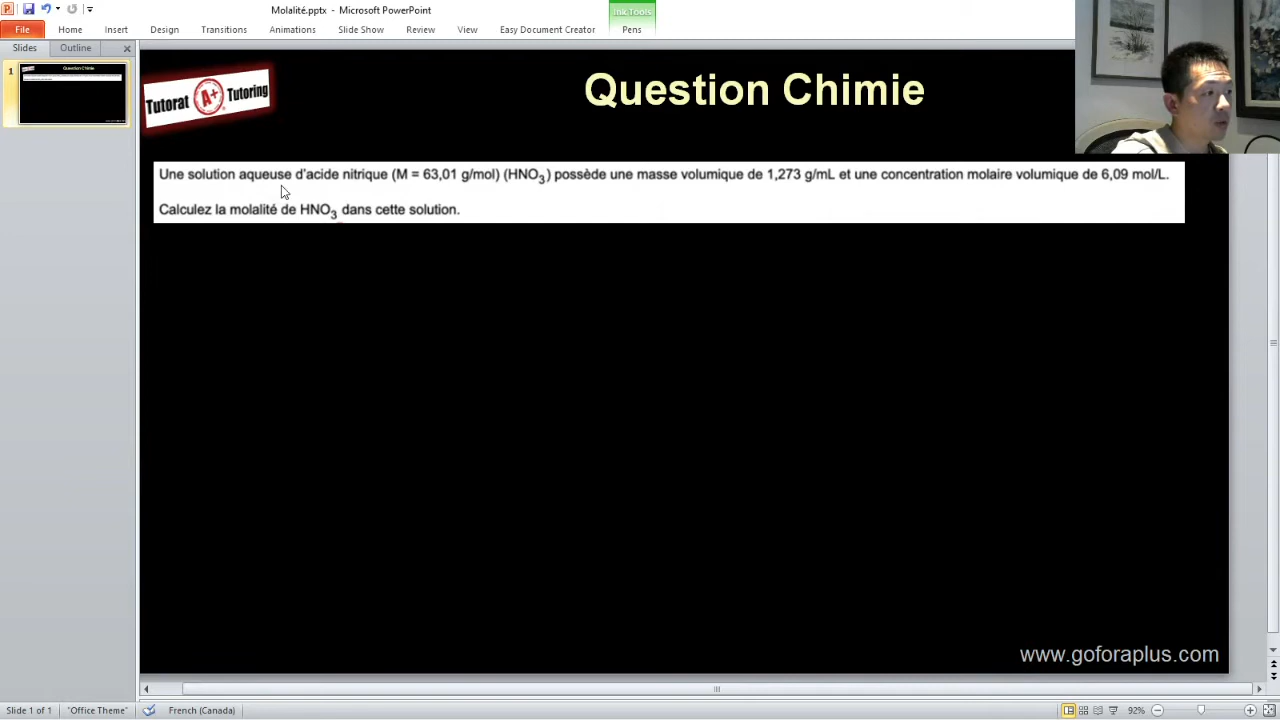 Molalité.pptx - Microsoft PowerPoint
Ink Tools
File Home Insert Design Transitions Animations Slide Show Review View Easy Document Creator Pens
Slides Outline
1
Tutorat A+ Tutoring
Question Chimie
Une solution aqueuse d'acide nitrique (M = 63,01 g/mol) (HNO₃) possède une masse volumique de 1,273 g/mL et une concentration molaire volumique de 6,09 mol/L.
Calculez la molalité de HNO₃ dans cette solution.
www.goforaplus.com
Slide 1 of 1 "Office Theme" French (Canada) 92%